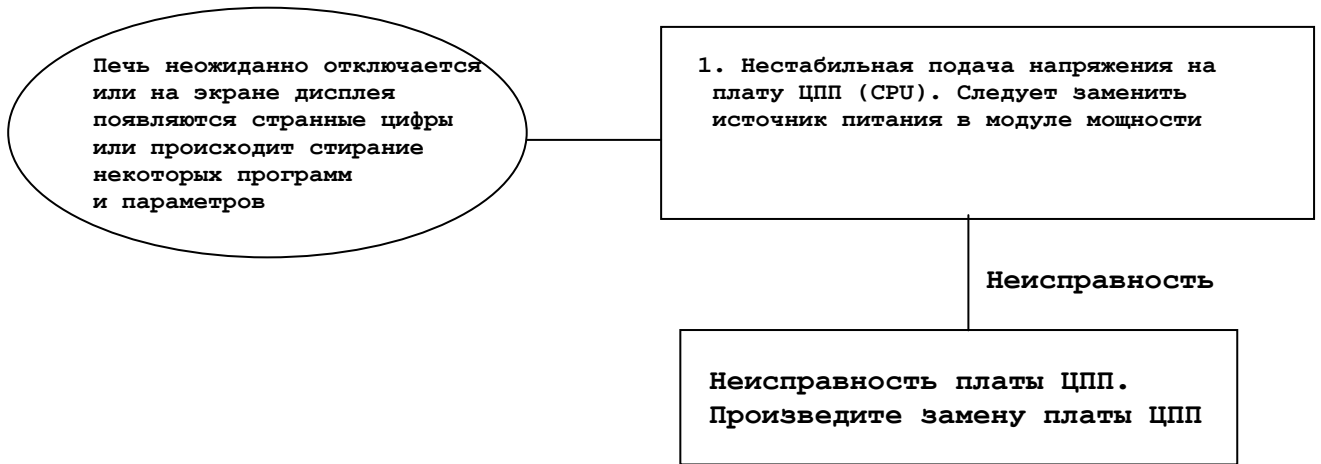 Печь неожиданно отключается
или на экране дисплея
появляются странные цифры
или происходит стирание
некоторых программ
и параметров
1. Нестабильная подача напряжения на
плату ЦПП (CPU). Следует заменить
источник питания в модуле мощности
Неисправность
Неисправность платы ЦПП.
Произведите замену платы ЦПП